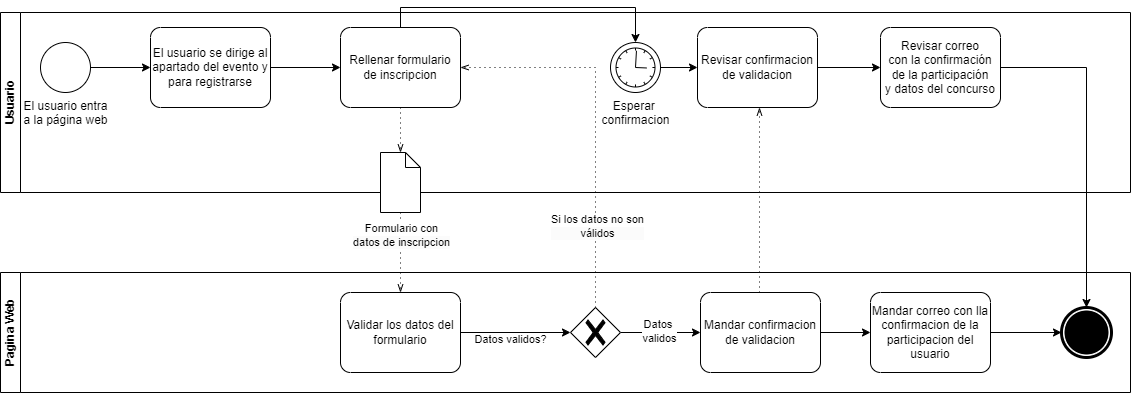 Usuario
El usuario entra
a la página web
El usuario se dirige al
apartado del evento y
para registrarse
Rellenar formulario
de inscripcion
Esperar
confirmacion
Revisar confirmacion
de validacion
Revisar correo
con la confirmación
de la participación
y datos del concurso
Formulario con
datos de inscripcion
Si los datos no son
válidos
Pagina Web
Validar los datos del
formulario
Datos validos?
Datos
validos
Mandar confirmacion
de validacion
Mandar correo con lla
confirmacion de la
participacion del
usuario